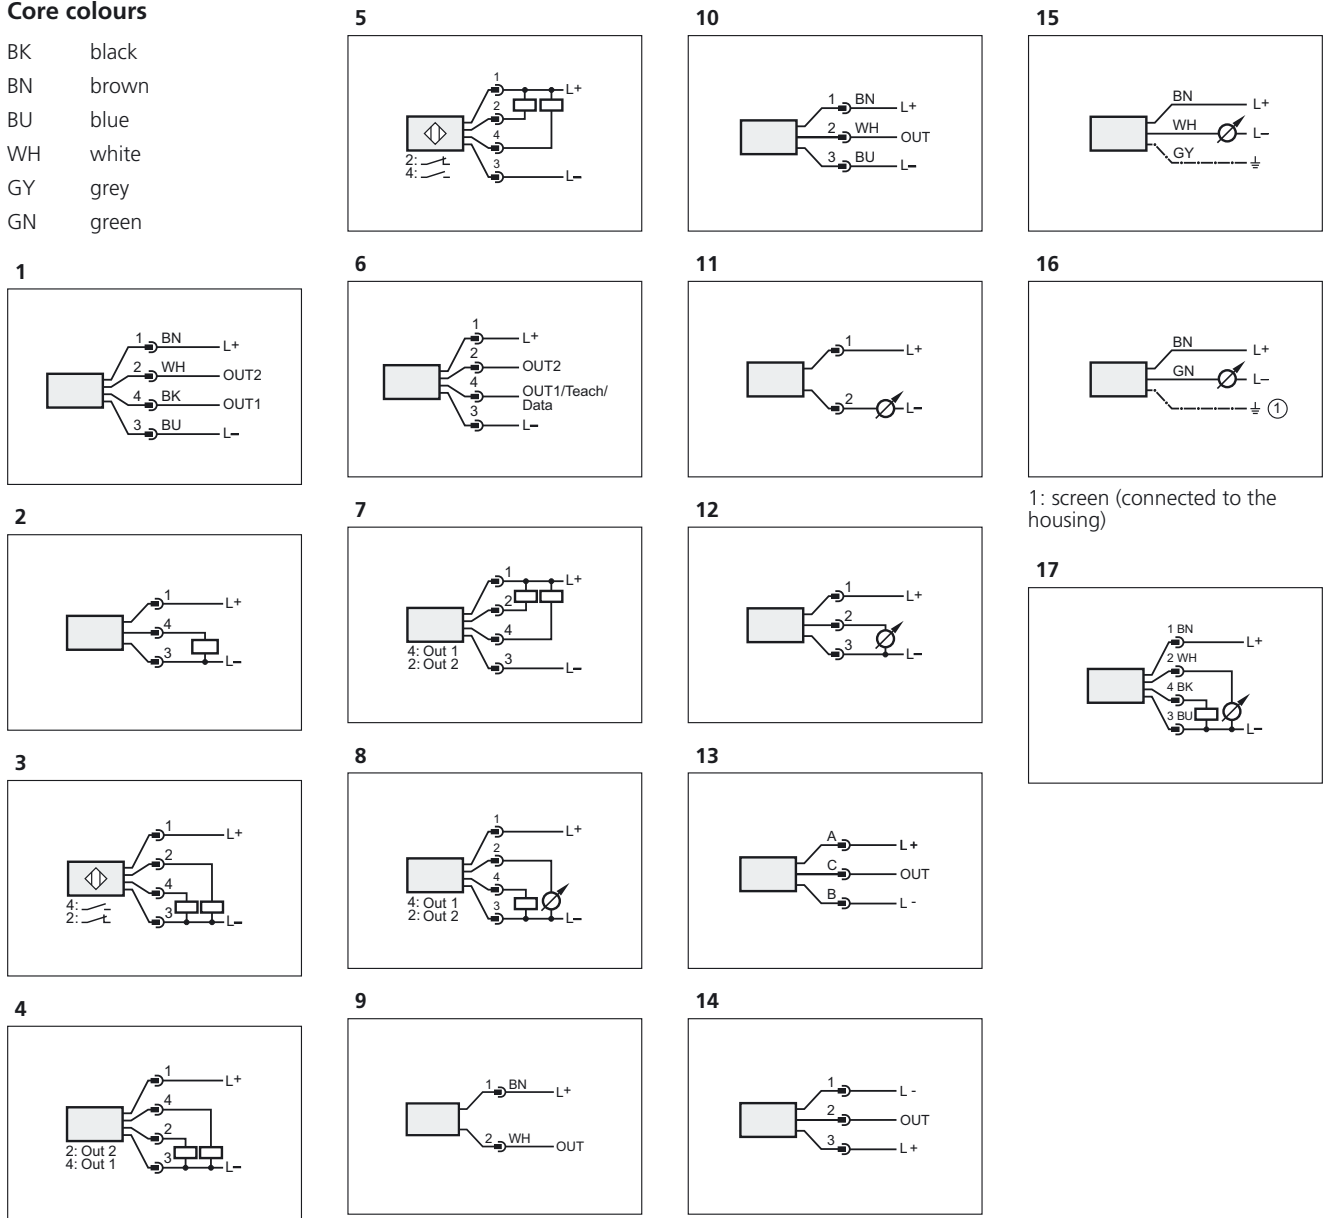 Core colours
BK black
BN brown
BU blue
WH white
GY grey
GN green
1
1 BN L+
2 WH OUT2
4 BK OUT1
3 BU L–
2
1 L+
4
3 L–
3
1 L+
2
4
4:
2:
3 L–
4
1 L+
4
2
2: Out 2
4: Out 1
3 L–
5
1 L+
2
4
2:
4:
3 L–
6
1 L+
2 OUT2
4 OUT1/Teach/
Data
3 L–
7
1 L+
2
4
4: Out 1
2: Out 2
3 L–
8
1 L+
2
4
4: Out 1
2: Out 2
3 L–
9
1 BN L+
2 WH OUT
10
1 BN L+
2 WH OUT
3 BU L–
11
1 L+
2 L–
12
1 L+
2
3 L–
13
A L+
C OUT
B L -
14
1 L -
2 OUT
3 L+
15
BN L+
WH L–
GY
16
BN L+
GN L–
1
1: screen (connected to the
housing)
17
1 BN L+
2 WH
4 BK
3 BU L–